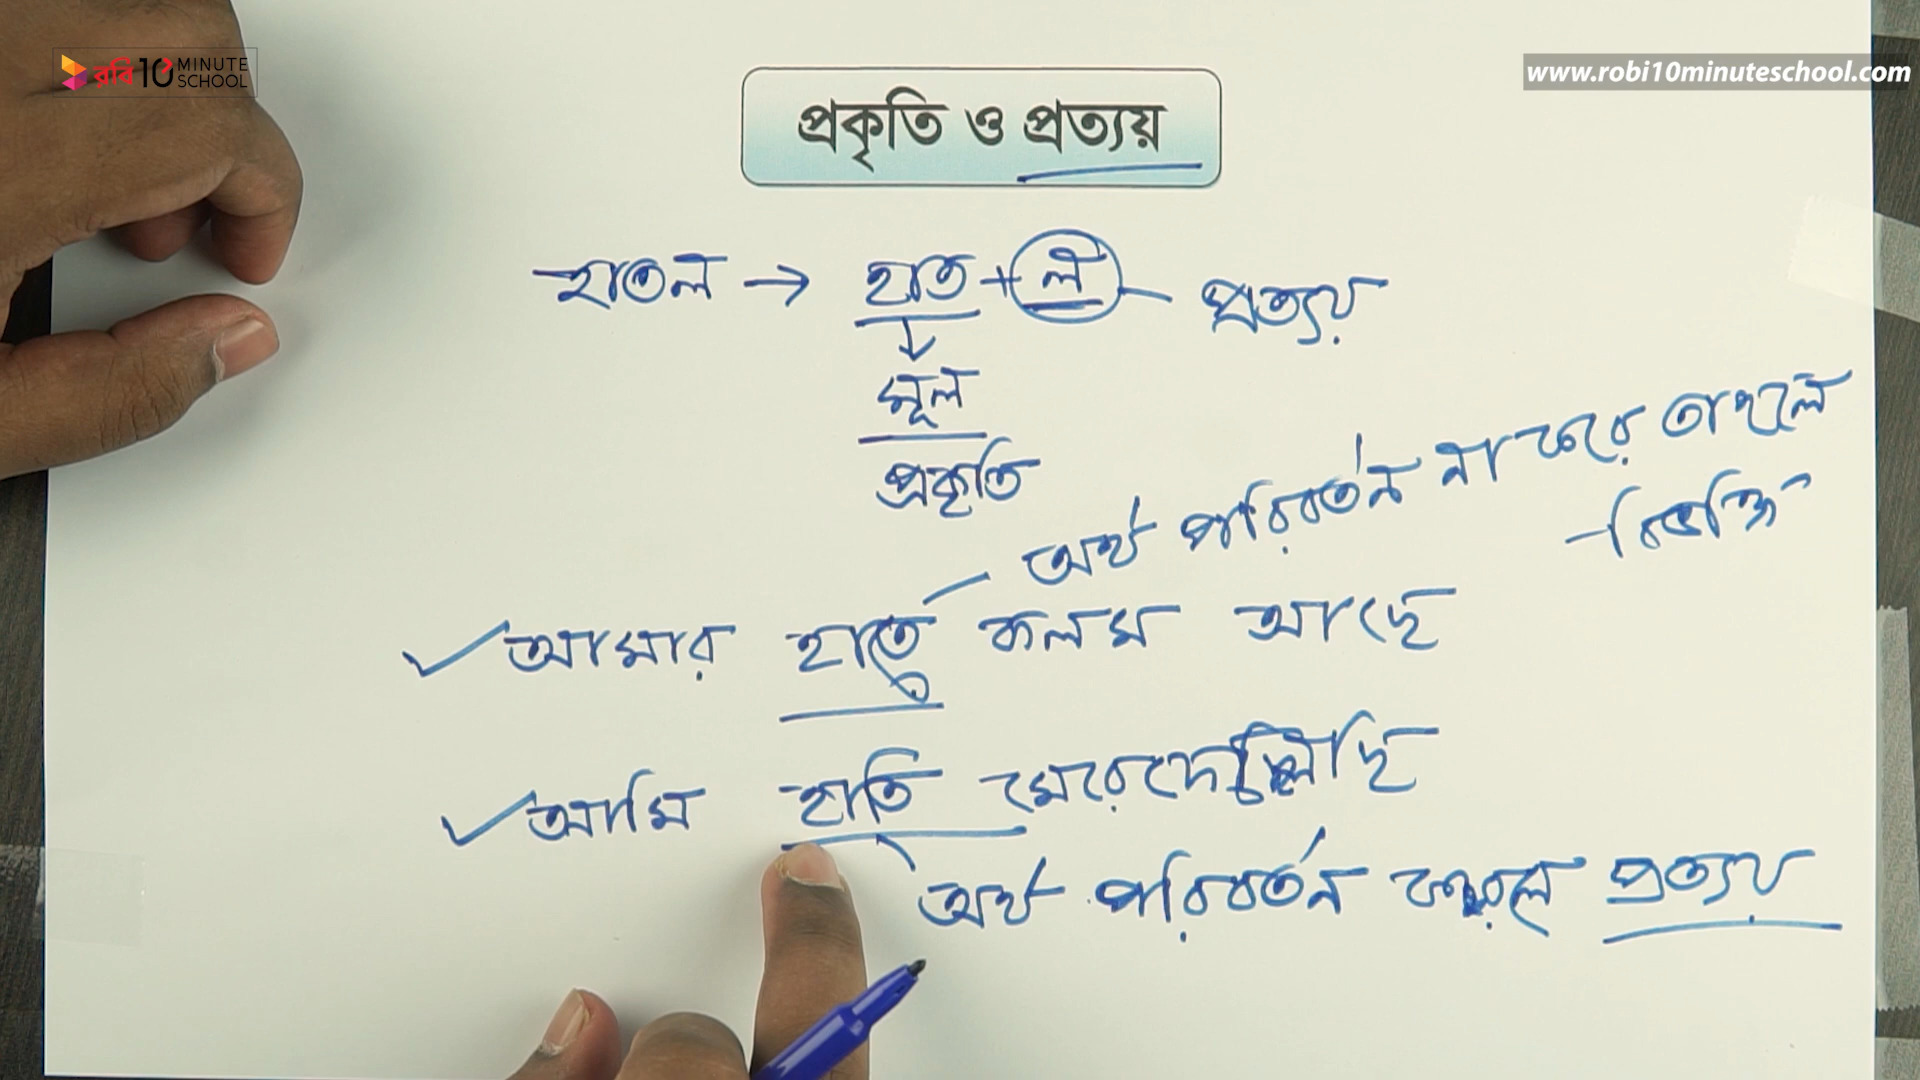 রবি 10 MINUTE SCHOOL
www.robi10minuteschool.com
প্রকৃতি ও প্রত্যয়
হাতল → হাত + ল - প্রত্যয়
মূল
প্রকৃতি
অর্থ পরিবর্তন না করে তাহলে
- বিভক্তি
আমার হাতে কলম আছে
আমি হাতি
অর্থ পরিবর্তন করলে প্রত্যয়